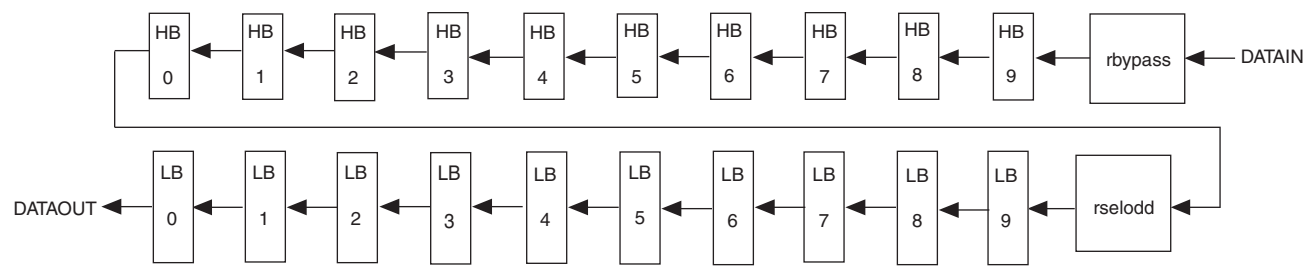 HB HB HB HB HB HB HB HB HB HB
0 1 2 3 4 5 6 7 8 9 rbypass DATAIN
LB LB LB LB LB LB LB LB LB LB
DATAOUT 0 1 2 3 4 5 6 7 8 9 rselodd